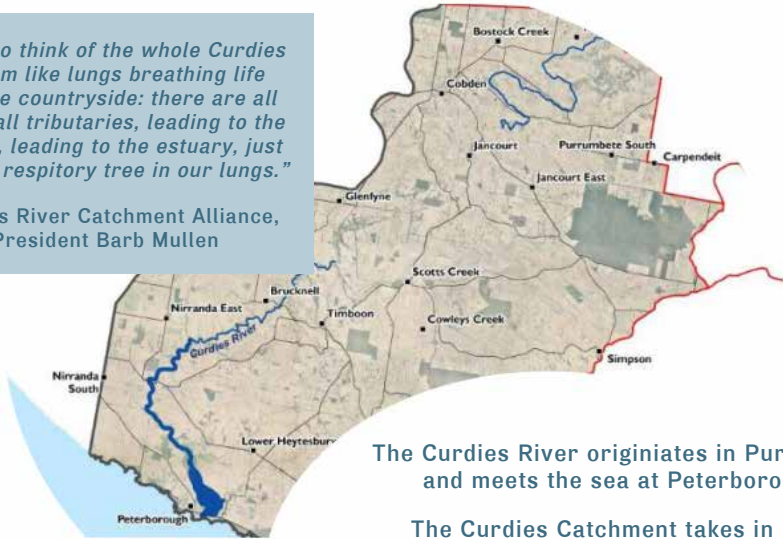 o think of the whole Curdies
m like lungs breathing life
e countryside: there are all
all tributaries, leading to the
, leading to the estuary, just
respitory tree in our lungs.”
s River Catchment Alliance,
President Barb Mullen
Bostock Creek
Cobden
Jancourt
Purrumbete South
Carpendeit
Jancourt East
Glenfyne
Scotts Creek
Brucknell
Nirranda East
Timboon
Cowleys Creek
Curdies River
Simpson
Nirranda
South
Lower Heytesbury
Peterborough
The Curdies River originiates in Pur
and meets the sea at Peterboro
The Curdies Catchment takes in